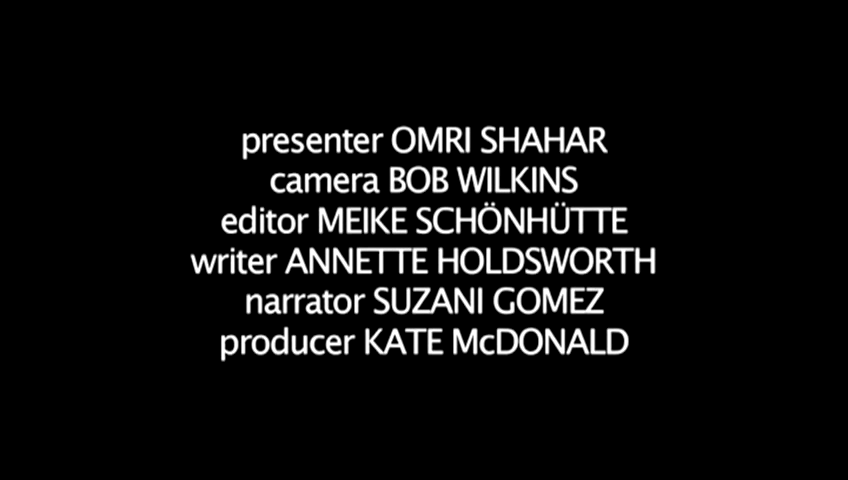 presenter OMRI SHAHAR
camera BOB WILKINS
editor MEIKE SCHÖNHÜTTE
writer ANNETTE HOLDSWORTH
narrator SUZANI GOMEZ
producer KATE McDONALD